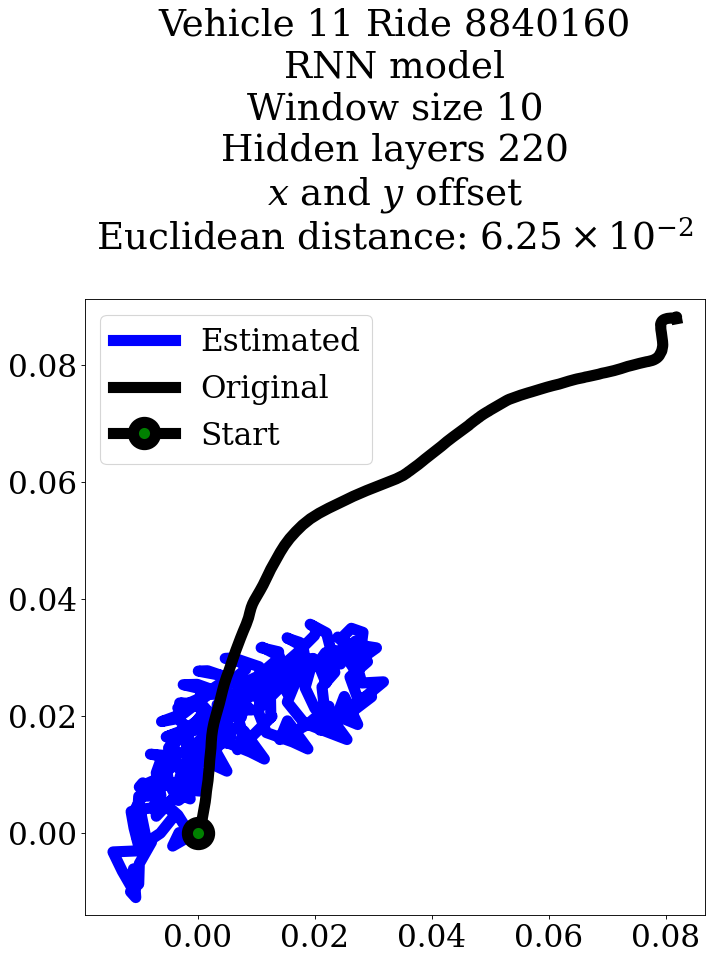 Vehicle 11 Ride 8840160
RNN model
Window size 10
Hidden layers 220
x and y offset
Euclidean distance: 6.25 × 10⁻²
Estimated
Original
Start
0.08
0.06
0.04
0.02
0.00
0.00 0.02 0.04 0.06 0.08